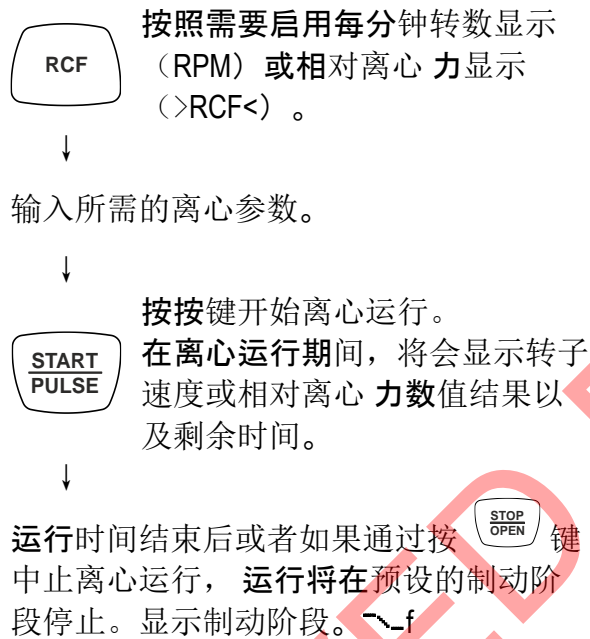 按照需要启用每分钟转数显示
RCF
（RPM）或相对离心 力显示
（>RCF<）。
↓
输入所需的离心参数。
↓
按按键开始离心运行。
START
PULSE
在离心运行期间，将会显示转子
速度或相对离心 力数值结果以
及剩余时间。
↓
运行时间结束后或者如果通过按 STOP OPEN 键
中止离心运行， 运行将在预设的制动阶
段停止。显示制动阶段。